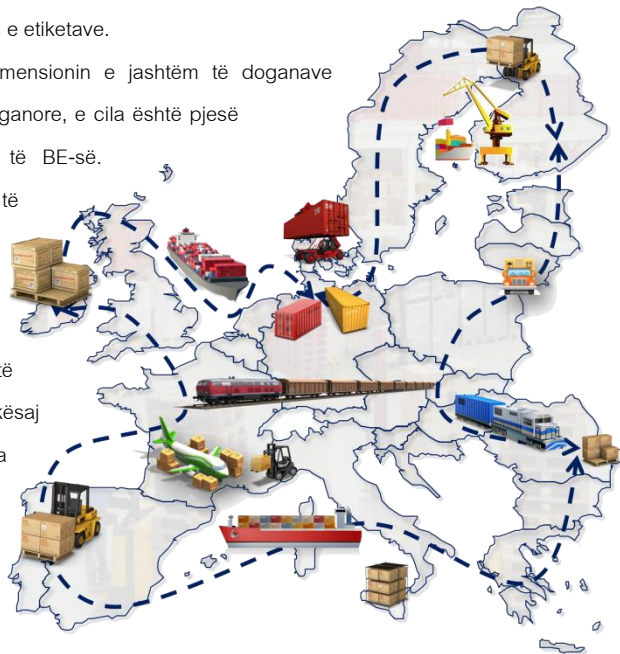 e etiketave.
mensionin e jashtëm të doganave
ganore, e cila është pjesë
të BE-së.
të
të
kësaj
a